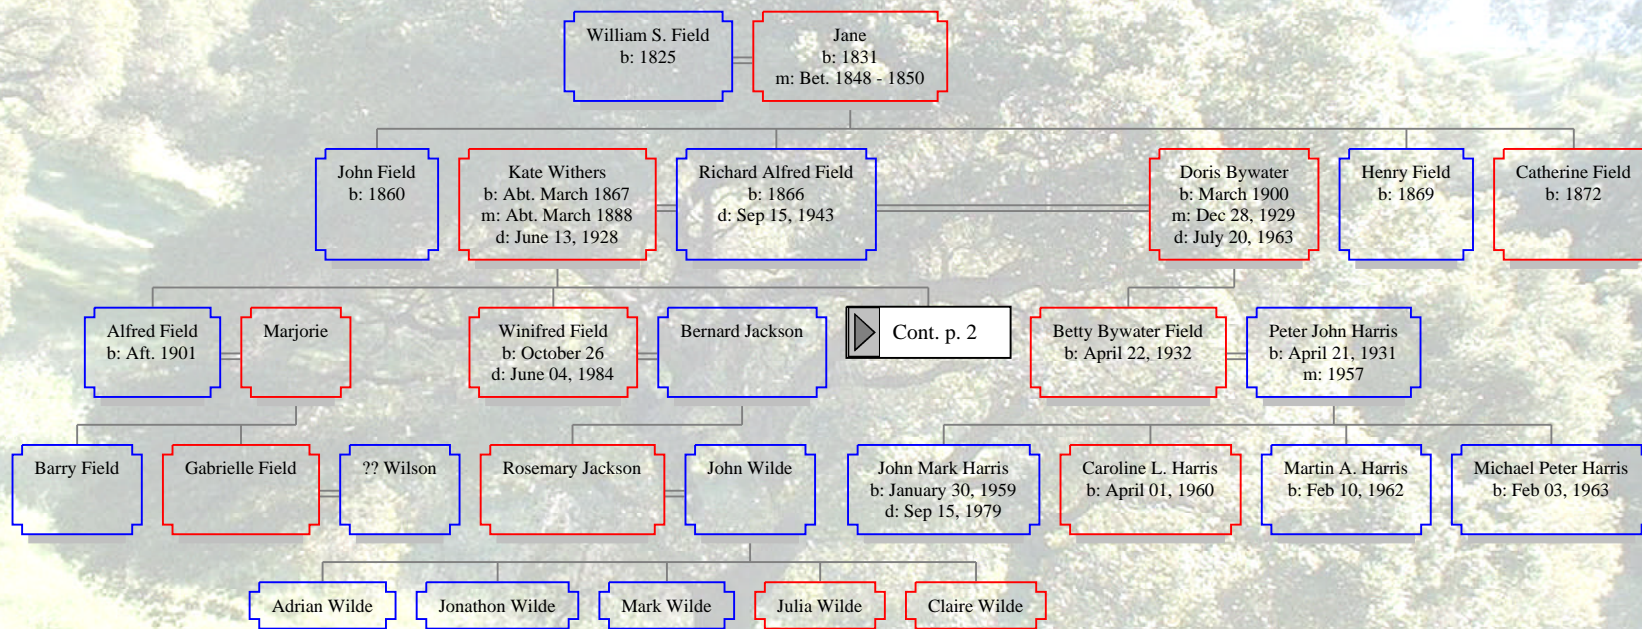 William S. Field
b: 1825
Jane
b: 1831
m: Bet. 1848 - 1850
John Field
b: 1860
Kate Withers
b: Abt. March 1867
m: Abt. March 1888
d: June 13, 1928
Richard Alfred Field
b: 1866
d: Sep 15, 1943
Doris Bywater
b: March 1900
m: Dec 28, 1929
d: July 20, 1963
Henry Field
b: 1869
Catherine Field
b: 1872
Alfred Field
b: Aft. 1901
Marjorie
Winifred Field
b: October 26
d: June 04, 1984
Bernard Jackson
Cont. p. 2
Betty Bywater Field
b: April 22, 1932
Peter John Harris
b: April 21, 1931
m: 1957
Barry Field
Gabrielle Field
?? Wilson
Rosemary Jackson
John Wilde
John Mark Harris
b: January 30, 1959
d: Sep 15, 1979
Caroline L. Harris
b: April 01, 1960
Martin A. Harris
b: Feb 10, 1962
Michael Peter Harris
b: Feb 03, 1963
Adrian Wilde
Jonathon Wilde
Mark Wilde
Julia Wilde
Claire Wilde